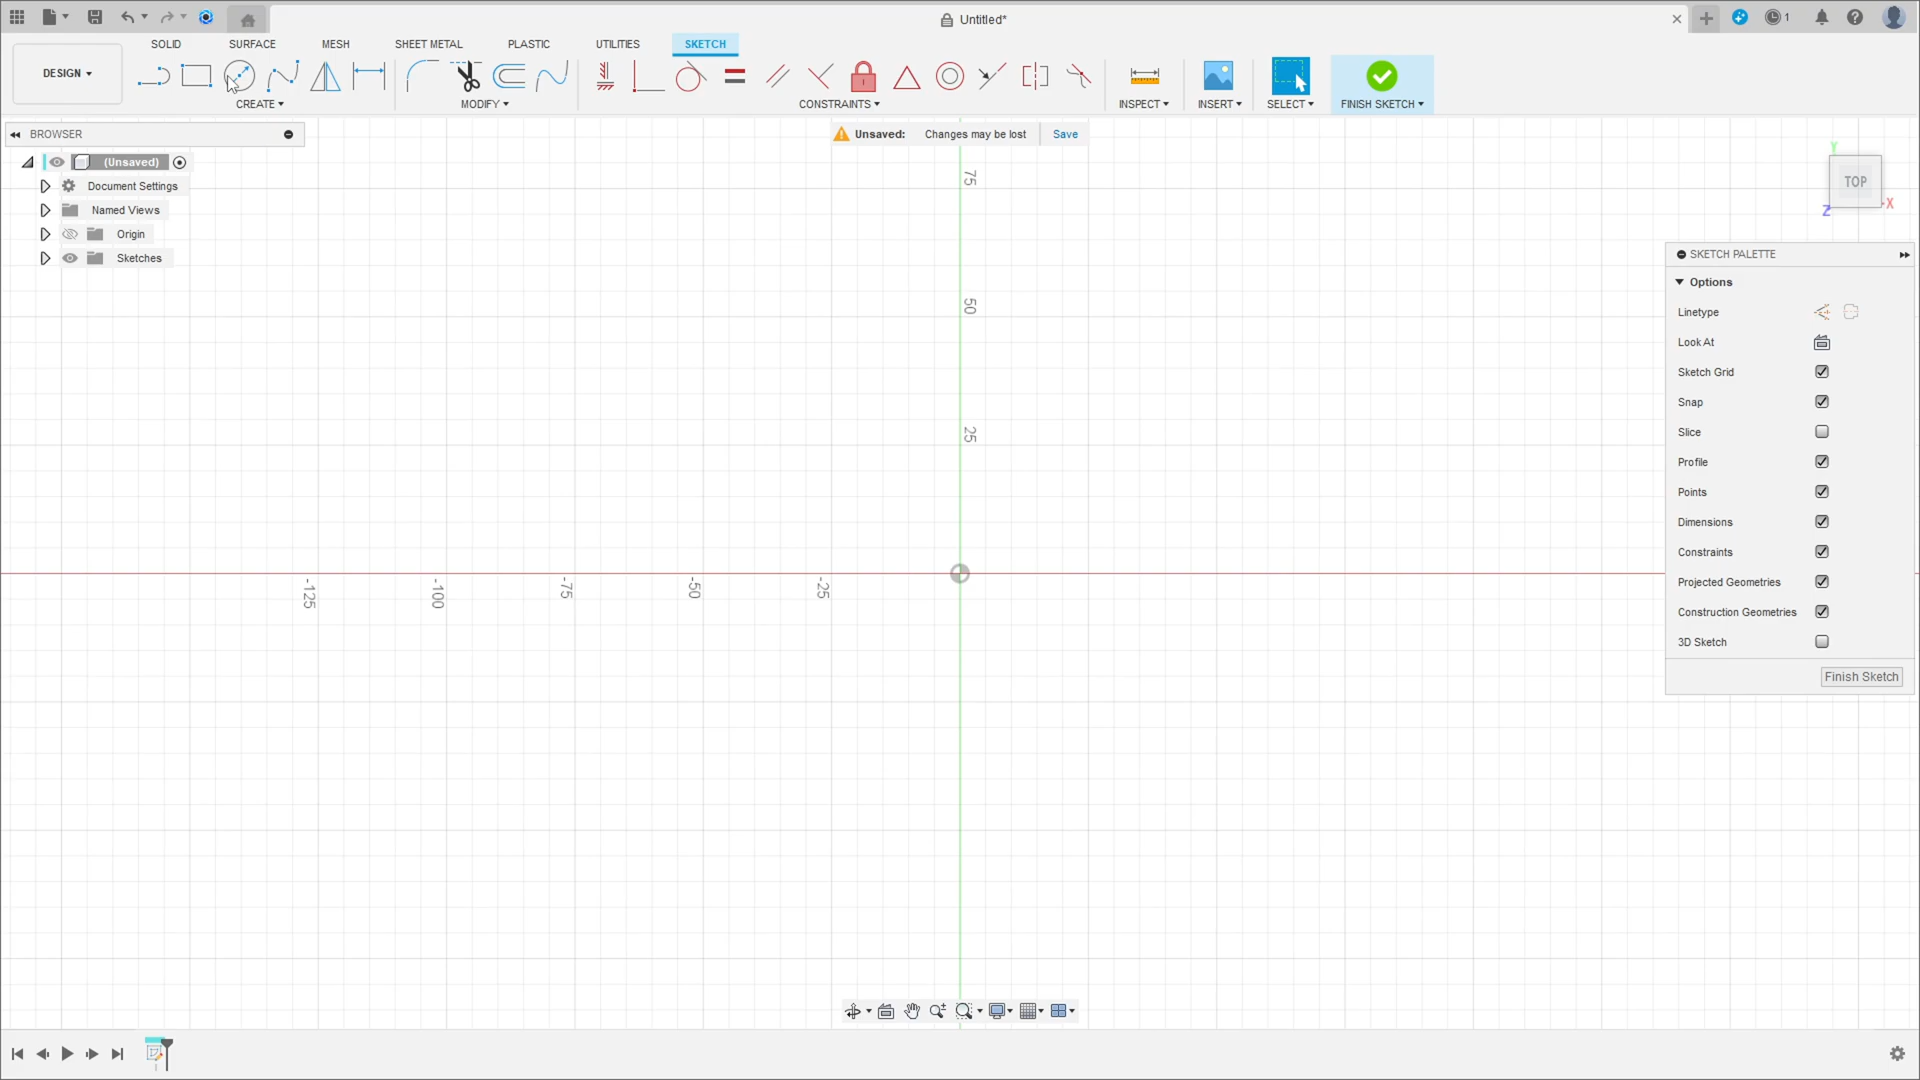 Untitled*
1
SOLID
SURFACE
MESH
SHEET METAL
PLASTIC
UTILITIES
SKETCH
DESIGN
CREATE
MODIFY
CONSTRAINTS
INSPECT
INSERT
SELECT
FINISH SKETCH
BROWSER
Unsaved:
Changes may be lost
Save
(Unsaved)
Document Settings
Named Views
Origin
Sketches
75
50
25
-125
-100
-75
-50
-25
Y
TOP
Z
X
SKETCH PALETTE
Options
Linetype
Look At
Sketch Grid
Snap
Slice
Profile
Points
Dimensions
Constraints
Projected Geometries
Construction Geometries
3D Sketch
Finish Sketch